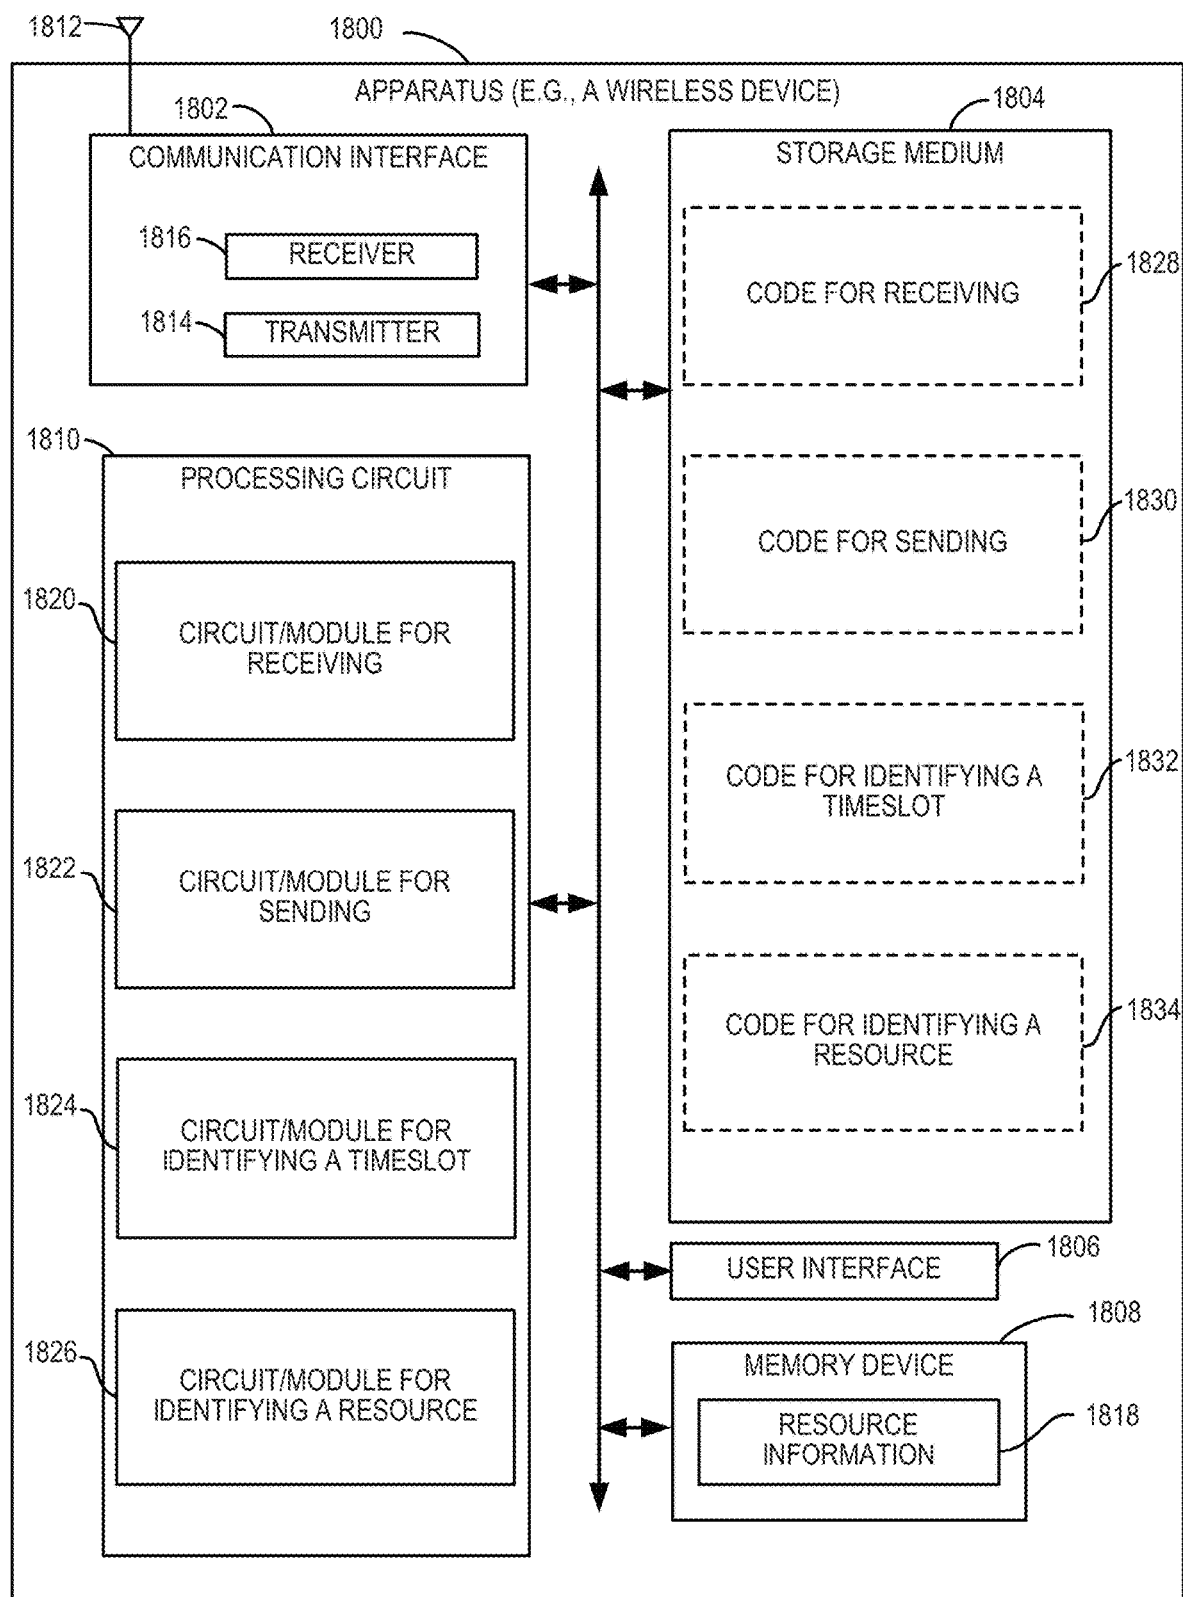 1812
1800
APPARATUS (E.G., A WIRELESS DEVICE)
1802
COMMUNICATION INTERFACE
1816
RECEIVER
1814
TRANSMITTER
1810
PROCESSING CIRCUIT
1820
CIRCUIT/MODULE FOR
RECEIVING
1822
CIRCUIT/MODULE FOR
SENDING
1824
CIRCUIT/MODULE FOR
IDENTIFYING A TIMESLOT
1826
CIRCUIT/MODULE FOR
IDENTIFYING A RESOURCE
1804
STORAGE MEDIUM
CODE FOR RECEIVING
1828
CODE FOR SENDING
1830
CODE FOR IDENTIFYING A
TIMESLOT
1832
CODE FOR IDENTIFYING A
RESOURCE
1834
USER INTERFACE
1806
1808
MEMORY DEVICE
RESOURCE
INFORMATION
1818